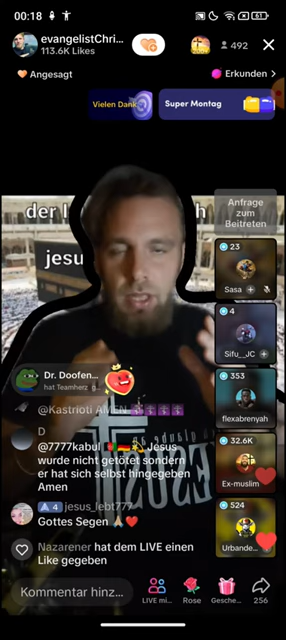 00:18
61
evangelistChri...
113.6K Likes
492
Angesagt
Erkunden >
Vielen Dank
Super Montag
der I
h
jesu
Anfrage
zum
Beitreten
23
Sasa
4
Sifu_JC
353
flexabrenyah
32.6K
Ex-muslim
524
Urbande...
Dr. Doofen...
hat Teamherz g
@Kastrioti AMEN
D
@7777kabul Jesus
wurde nicht getötet sondern
er hat sich selbst hingegeben
Amen
4 jesus_lebt777
Gottes Segen
Nazarener hat dem LIVE einen
Like gegeben
Kommentar hinz...
LIVE mi...
Rose
Gesche...
256